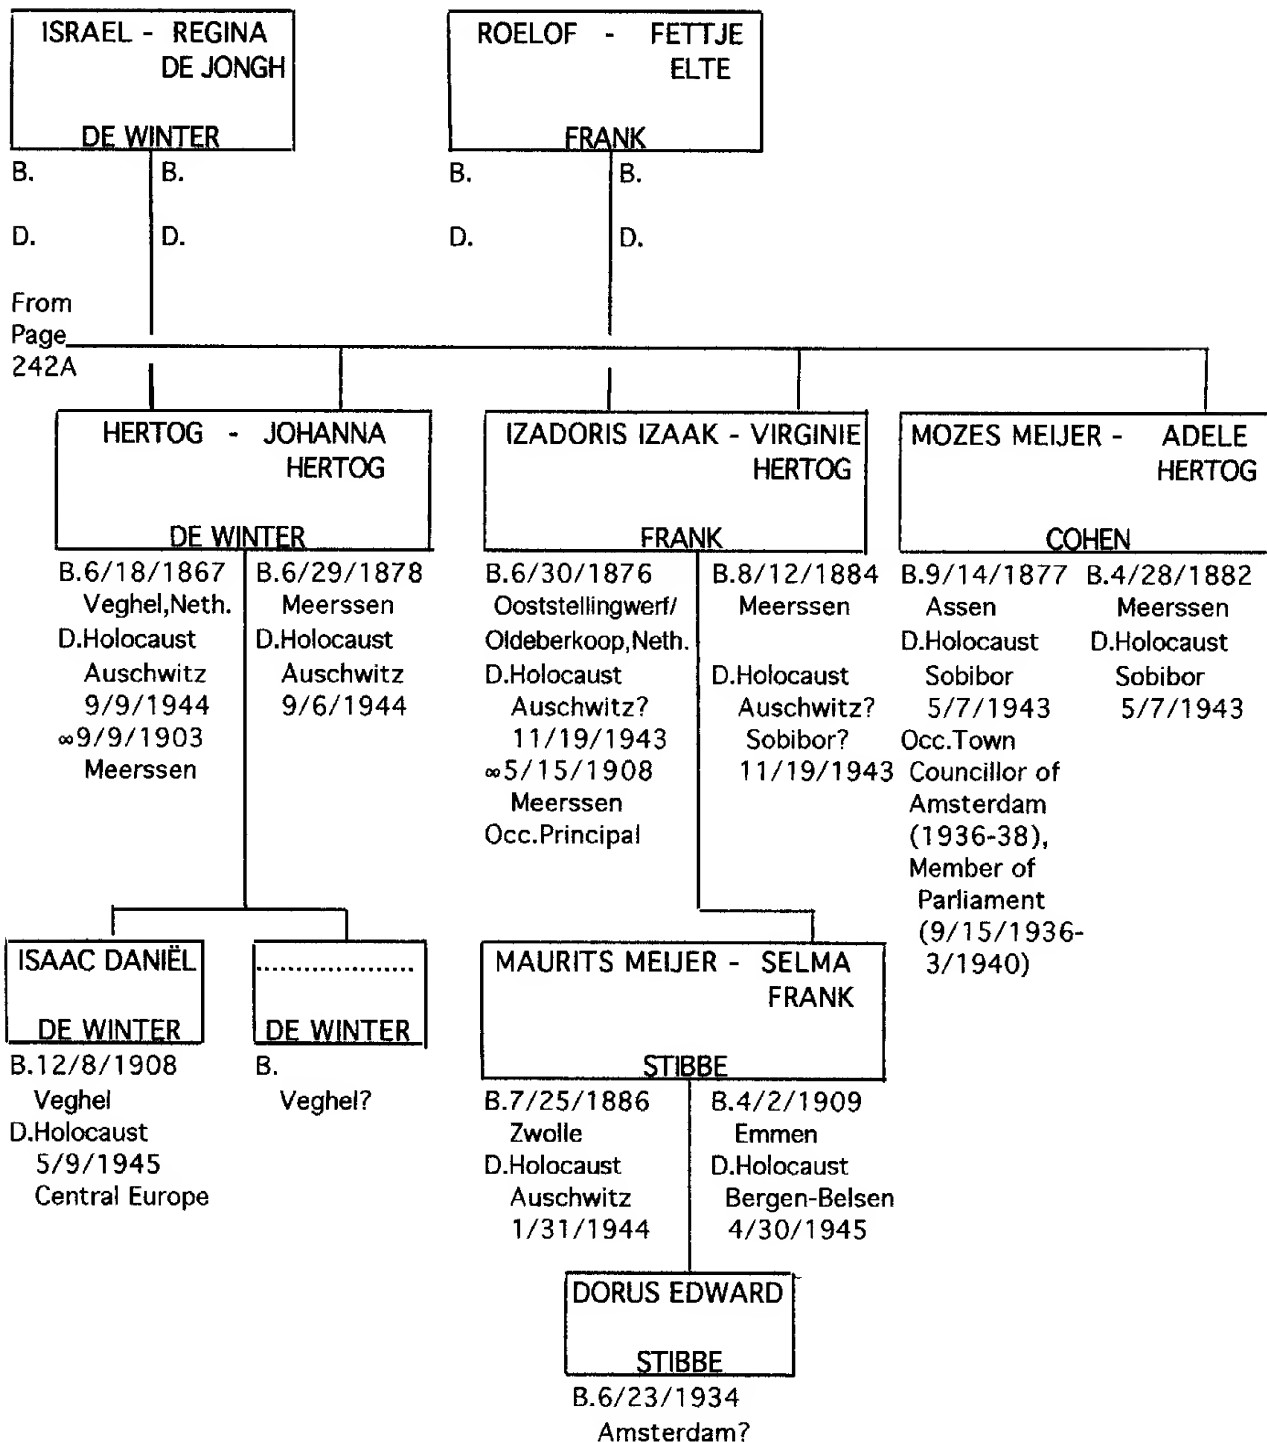 ISRAEL - REGINA
DE JONGH
DE WINTER
B. B.
D. D.
ROELOF - FETTJE
ELTE
FRANK
B. B.
D. D.
From
Page
242A
HERTOG - JOHANNA
HERTOG
DE WINTER
B.6/18/1867
Veghel,Neth.
D.Holocaust
Auschwitz
9/9/1944
∞9/9/1903
Meerssen
B.6/29/1878
Meerssen
D.Holocaust
Auschwitz
9/6/1944
IZADORIS IZAAK - VIRGINIE
HERTOG
FRANK
B.6/30/1876
Ooststellingwerf/
Oldeberkoop,Neth.
D.Holocaust
Auschwitz?
11/19/1943
∞5/15/1908
Meerssen
Occ.Principal
B.8/12/1884
Meerssen
D.Holocaust
Auschwitz?
Sobibor?
11/19/1943
MOZES MEIJER - ADELE
HERTOG
COHEN
B.9/14/1877
Assen
D.Holocaust
Sobibor
5/7/1943
Occ.Town
Councillor of
Amsterdam
(1936-38),
Member of
Parliament
(9/15/1936-
3/1940)
B.4/28/1882
Meerssen
D.Holocaust
Sobibor
5/7/1943
ISAAC DANIËL
DE WINTER
B.12/8/1908
Veghel
D.Holocaust
5/9/1945
Central Europe
....................
DE WINTER
B.
Veghel?
MAURITS MEIJER - SELMA
FRANK
STIBBE
B.7/25/1886
Zwolle
D.Holocaust
Auschwitz
1/31/1944
B.4/2/1909
Emmen
D.Holocaust
Bergen-Belsen
4/30/1945
DORUS EDWARD
STIBBE
B.6/23/1934
Amsterdam?